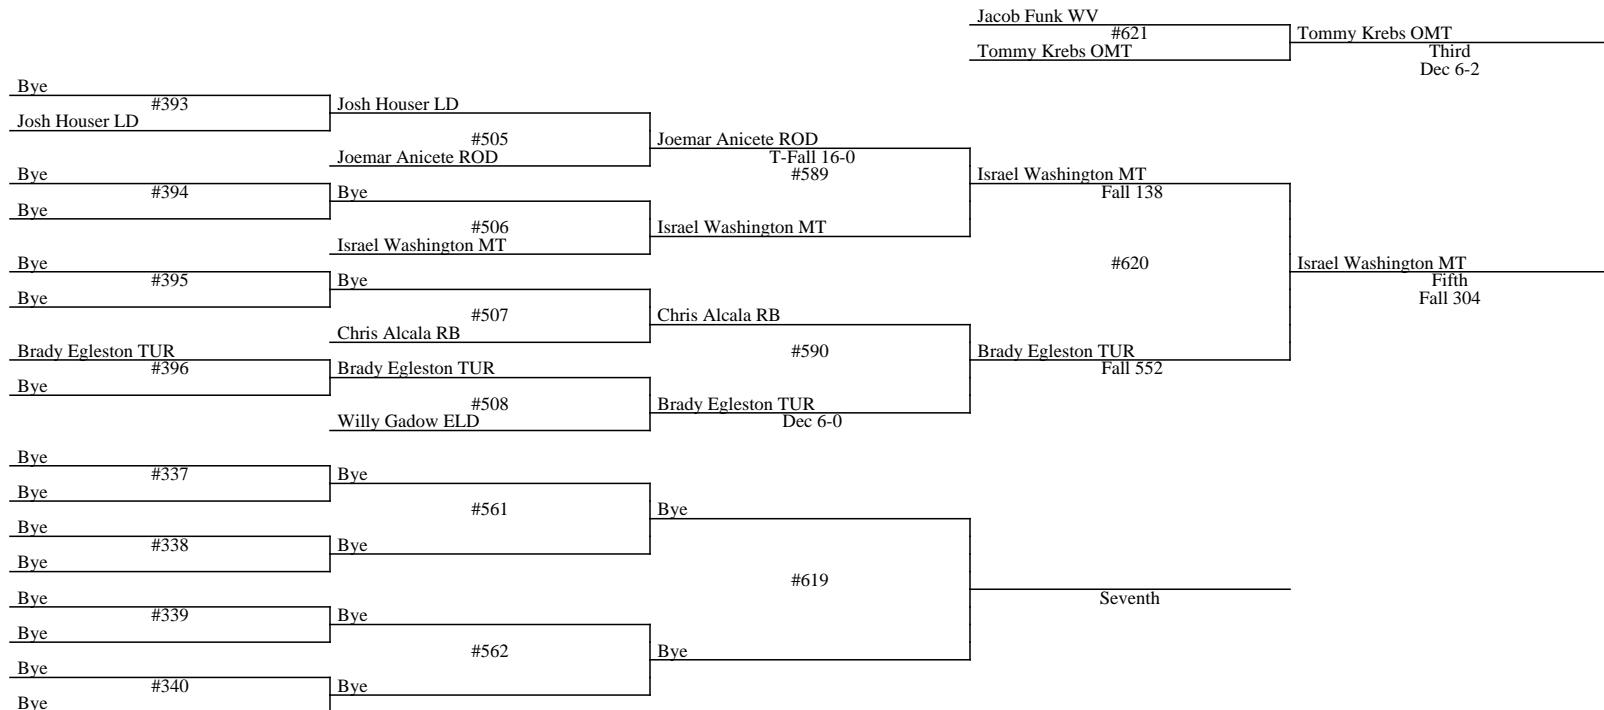 Jacob Funk WV
#621
Tommy Krebs OMT
Tommy Krebs OMT
Third
Dec 6-2
Bye
#393
Josh Houser LD
Josh Houser LD
#505
Joemar Anicete ROD
Joemar Anicete ROD
T-Fall 16-0
#589
Bye
#394
Bye
Bye
#506
Israel Washington MT
Israel Washington MT
Israel Washington MT
Fall 138
#620
Israel Washington MT
Fifth
Fall 304
Bye
#395
Bye
Bye
#507
Chris Alcala RB
Chris Alcala RB
#590
Brady Egleston TUR
#396
Bye
Brady Egleston TUR
#508
Willy Gadow ELD
Brady Egleston TUR
Dec 6-0
Brady Egleston TUR
Fall 552
Bye
#337
Bye
Bye
#561
Bye
#338
Bye
Bye
Bye
#619
Seventh
Bye
#339
Bye
Bye
#562
Bye
Bye
#340
Bye
Bye